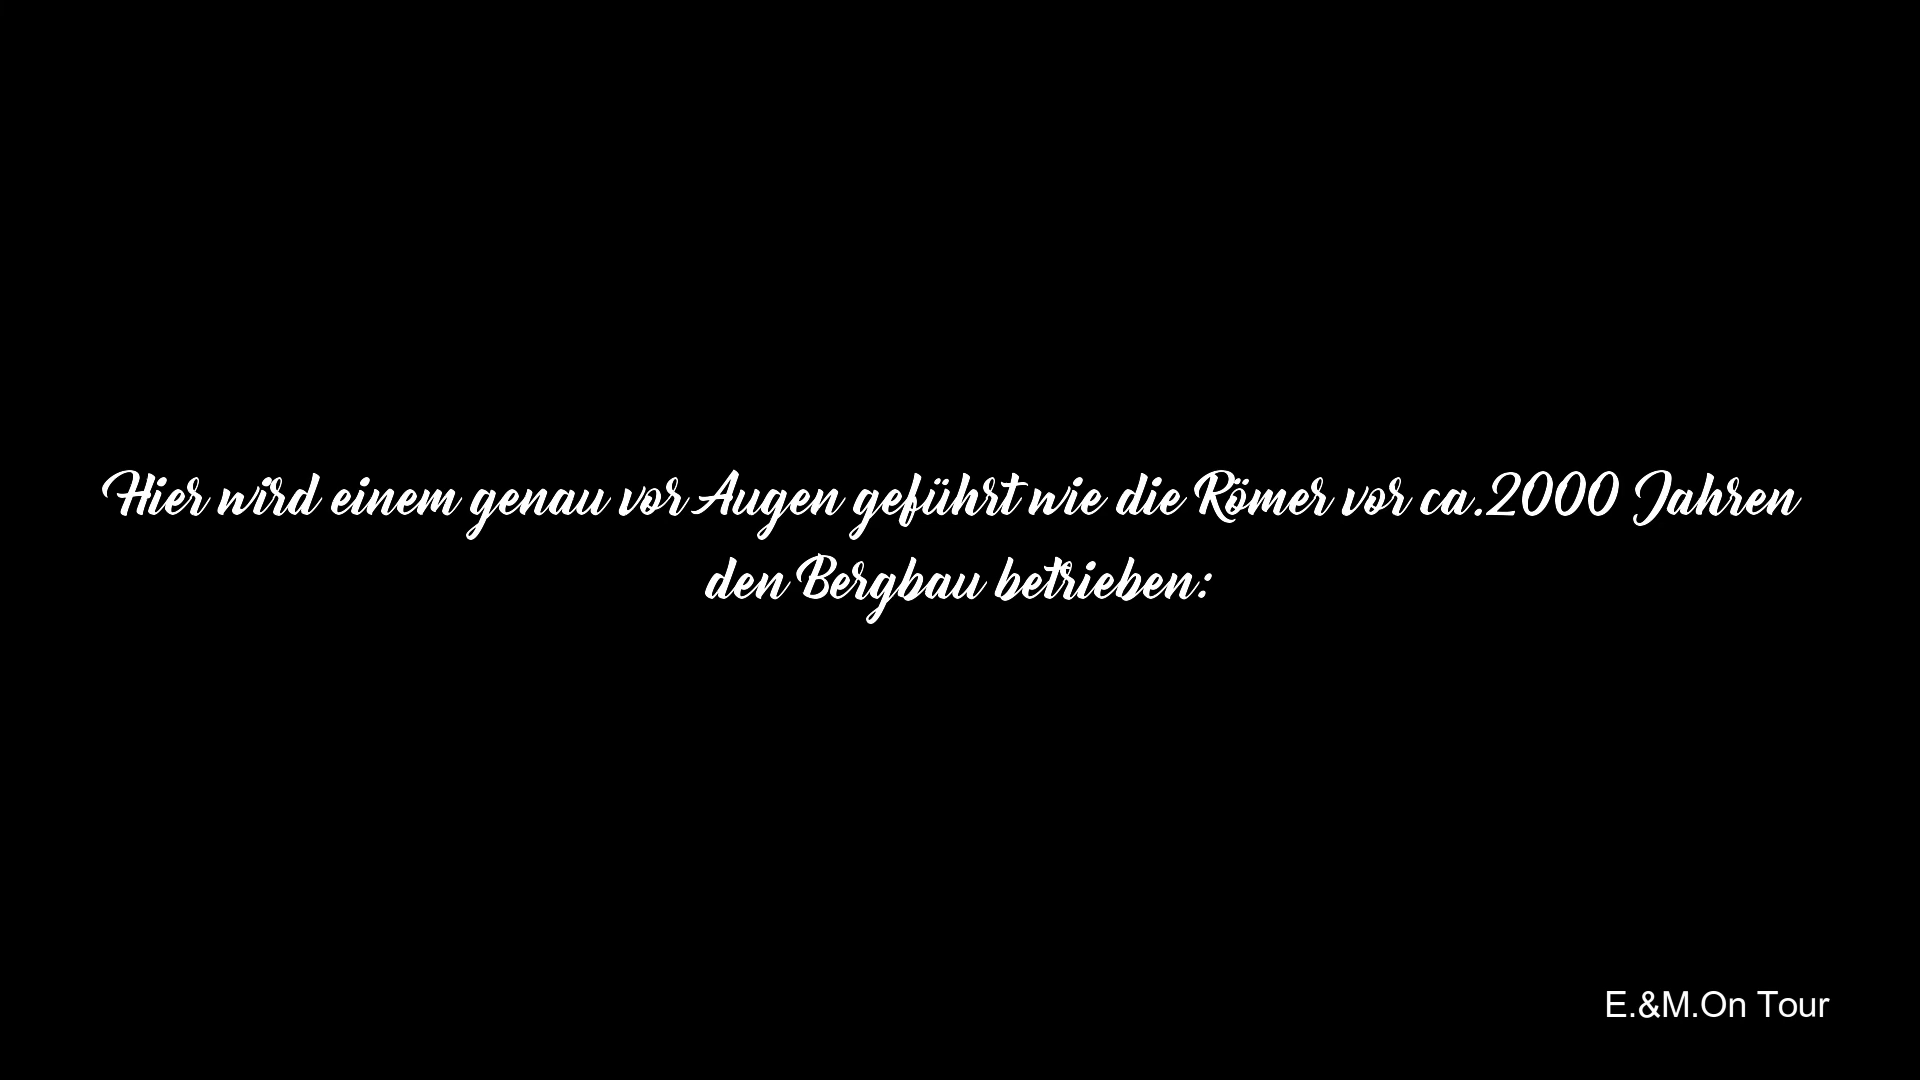 Hier wird einem genau vor Augen geführt wie die Römer vor ca.2000 Jahren
den Bergbau betrieben:
E.&M.On Tour